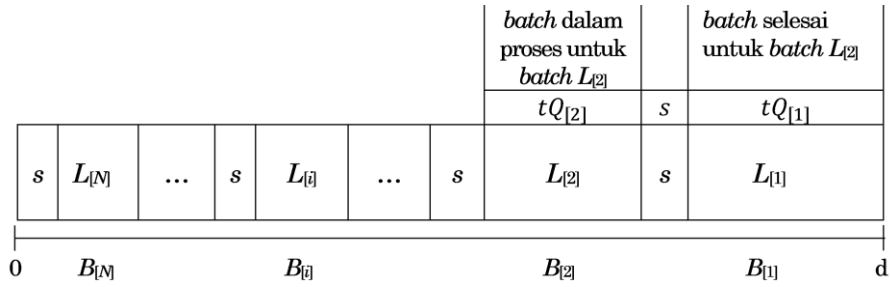 batch dalam
proses untuk
batch L[2]
batch selesai
untuk batch L[2]
tQ[2] s tQ[1]
s L[N] ... s L[i] ... s L[2] s L[1]
0 B[N] B[i] B[2] B[1] d